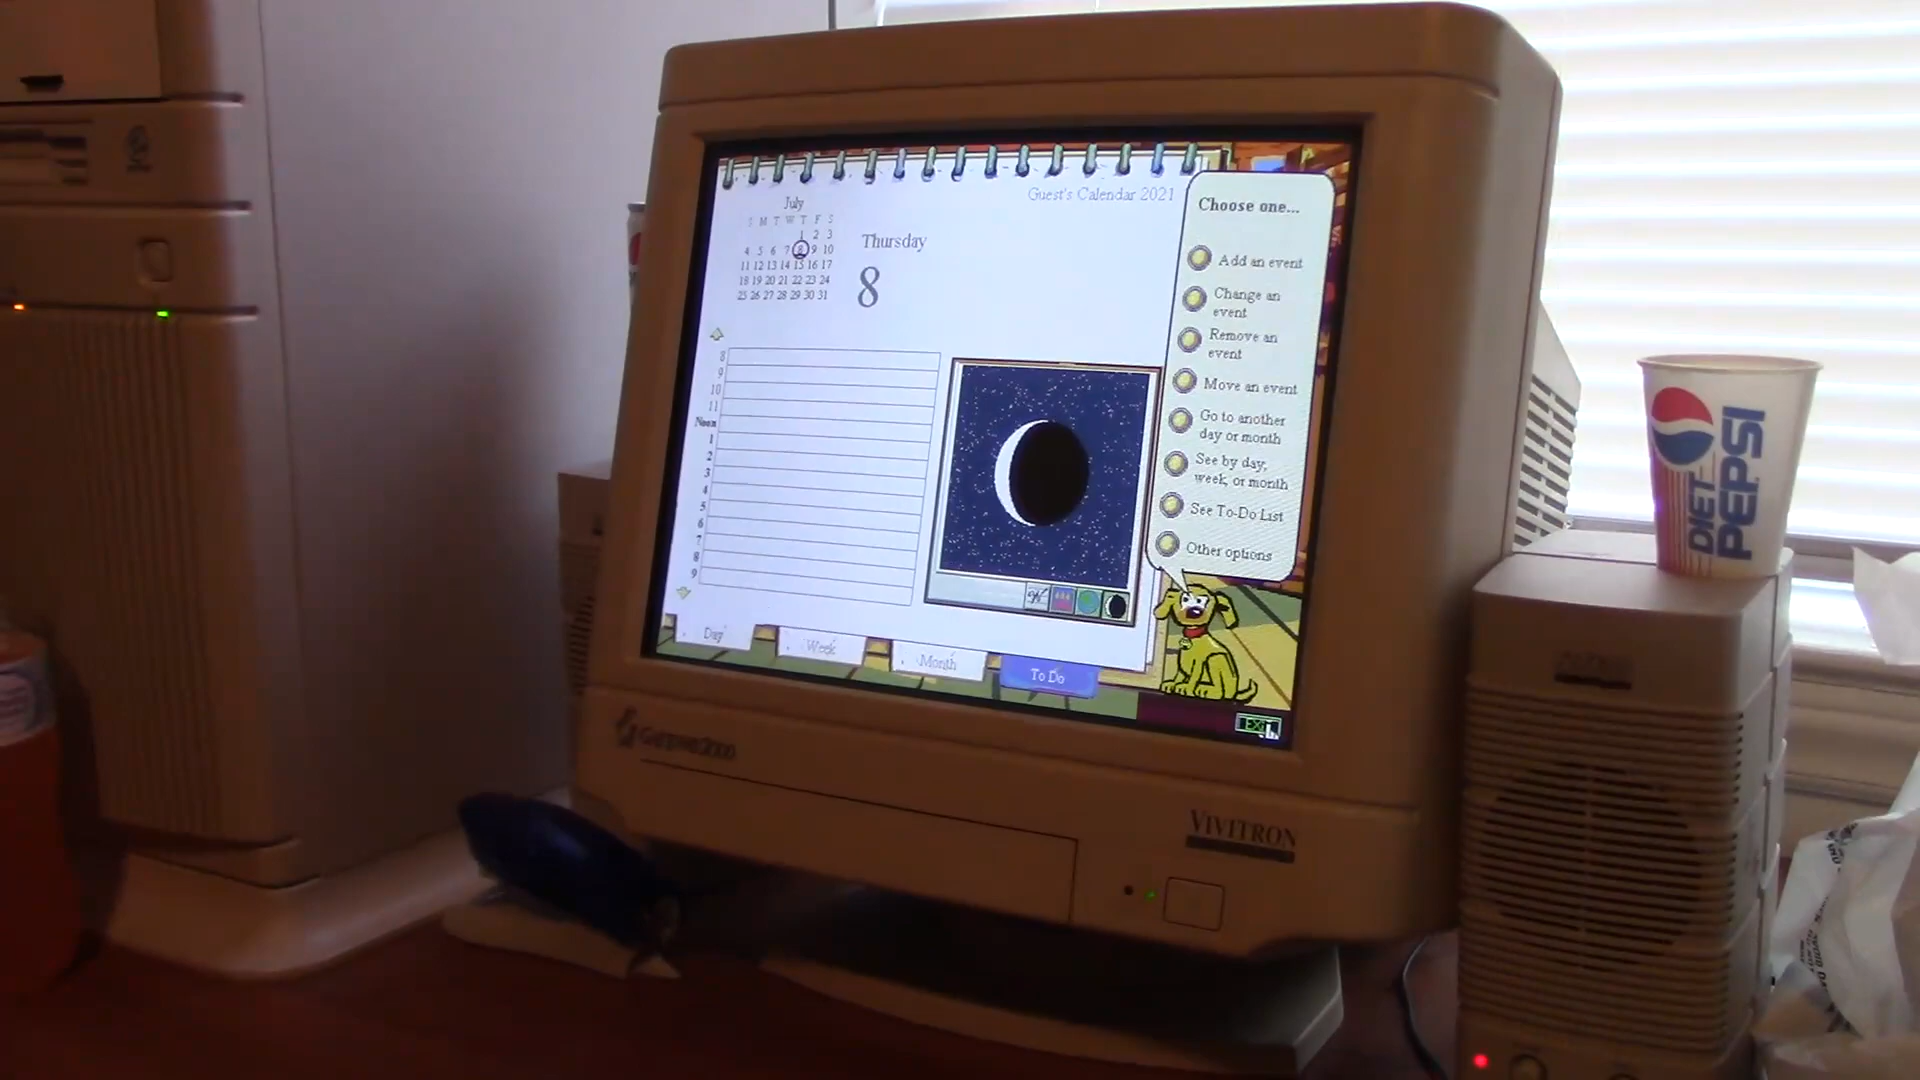 Guest's Calendar 2021
July
S M T W T F S
1 2 3
4 5 6 7 8 9 10
11 12 13 14 15 16 17
18 19 20 21 22 23 24
25 26 27 28 29 30 31
Thursday
8
8
9
10
11
Noon
1
2
3
4
5
6
7
8
9
Day
Week
Month
To Do
Choose one...
Add an event
Change an
event
Remove an
event
Move an event
Go to another
day or month
See by day,
week, or month
See To-Do List
Other options
EXIT
Gateway2000
VIVITRON
DIET
PEPSI